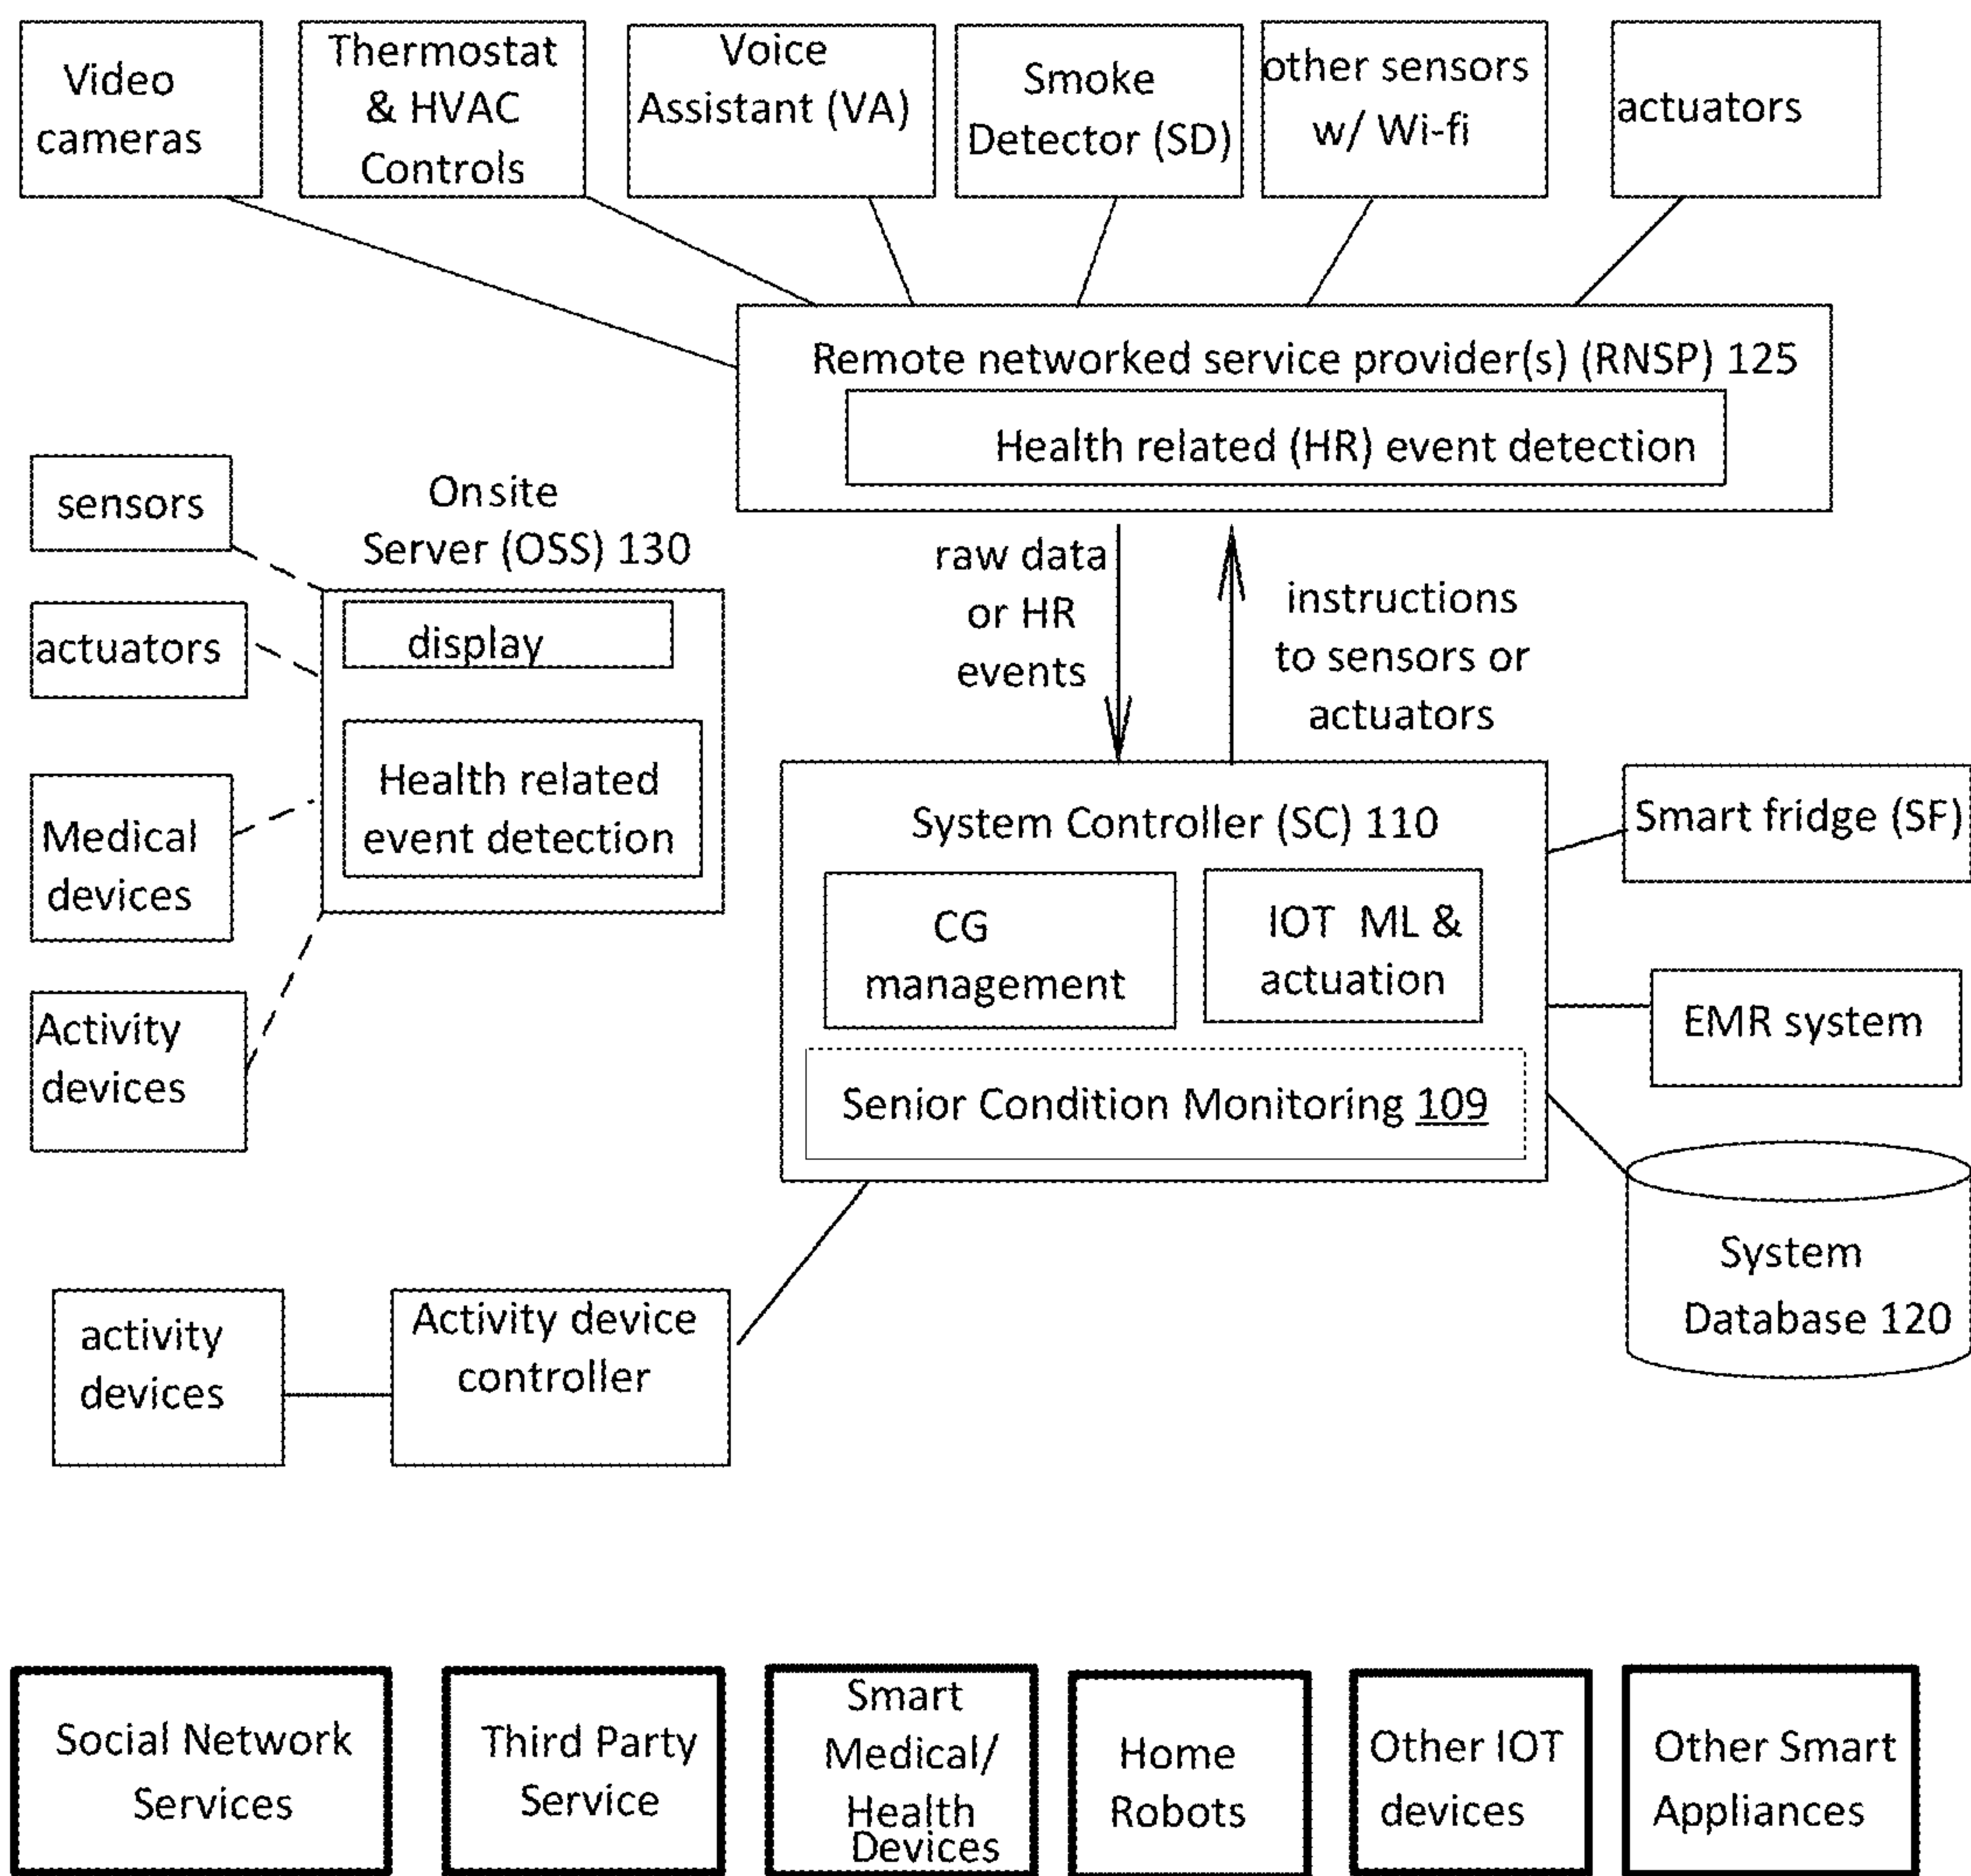 Video
cameras
Thermostat
& HVAC
Controls
Voice
Assistant (VA)
Smoke
Detector (SD)
other sensors
w/ Wi-fi
actuators
Remote networked service provider(s) (RNSP) 125
Health related (HR) event detection
sensors
actuators
Medical
devices
Activity
devices
Onsite
Server (OSS) 130
display
Health related
event detection
raw data
or HR
events
instructions
to sensors or
actuators
System Controller (SC) 110
CG
management
IOT ML &
actuation
Senior Condition Monitoring 109
Smart fridge (SF)
EMR system
System
Database 120
activity
devices
Activity device
controller
Social Network
Services
Third Party
Service
Smart
Medical/
Health
Devices
Home
Robots
Other IOT
devices
Other Smart
Appliances